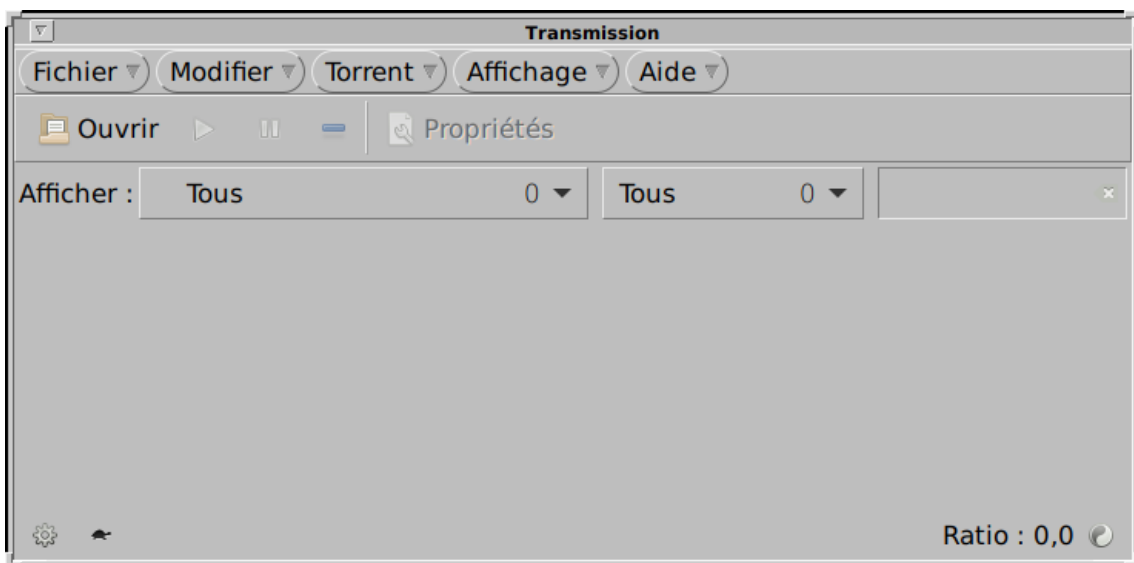 Transmission
Fichier Modifier Torrent Affichage Aide
Ouvrir Propriétés
Afficher : Tous 0 Tous 0
Ratio : 0,0